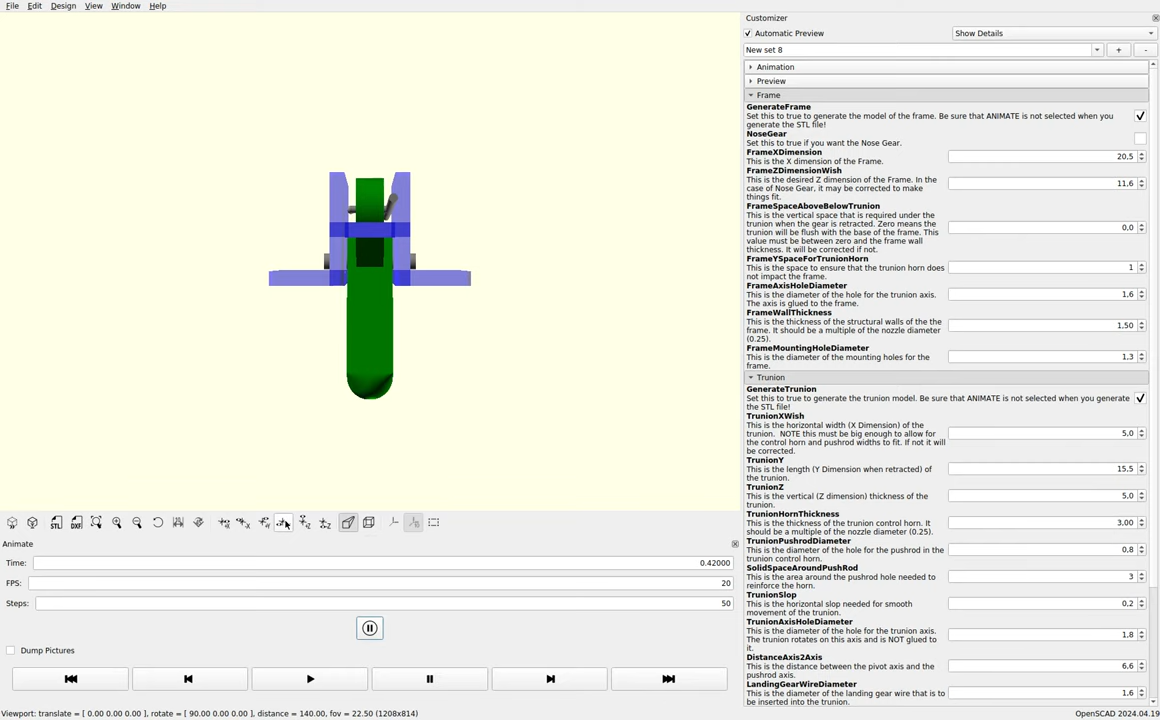 File Edit Design View Window Help
Customizer
Automatic Preview
Show Details
New set 8
+ -
Animation
Preview
Frame
GenerateFrame
Set this to true to generate the model of the frame. Be sure that ANIMATE is not selected when you
generate the STL file!
NoseGear
Set this to true if you want the Nose Gear.
FrameXDimension
This is the X dimension of the Frame.
20,5
FrameZDimensionWish
This is the desired Z dimension of the Frame. In the
case of Nose Gear, it may be corrected to make
things fit.
11,6
FrameSpaceAboveBelowTrunion
This is the vertical space that is required under the
trunion when the gear is retracted. Zero means the
trunion will be flush with the base of the frame. This
value must be between zero and the frame wall
thickness. It will be corrected if not.
0,0
FrameYSpaceForTrunionHorn
This is the space to ensure that the trunion horn does
not impact the frame.
1
FrameAxisHoleDiameter
This is the diameter of the hole for the trunion axis.
The axis is glued to the frame.
1,6
FrameWallThickness
This is the thickness of the structural walls of the the
frame. It should be a multiple of the nozzle diameter
(0.25).
1,50
FrameMountingHoleDiameter
This is the diameter of the mounting holes for the
frame.
1,3
Trunion
GenerateTrunion
Set this to true to generate the trunion model. Be sure that ANIMATE is not selected when you generate
the STL file!
TrunionXWish
This is the horizontal width (X Dimension) of the
trunion. NOTE this must be big enough to allow for
the control horn and pushrod widths to fit. If not it will
be corrected.
5,0
TrunionY
This is the length (Y Dimension when retracted) of
the trunion.
15,5
TrunionZ
This is the vertical (Z dimension) thickness of the
trunion.
5,0
TrunionHornThickness
This is the thickness of the trunion control horn. It
should be a multiple of the nozzle diameter (0.25).
3,00
TrunionPushrodDiameter
This is the diameter of the hole for the pushrod in the
trunion control horn.
0,8
SolidSpaceAroundPushRod
This is the area around the pushrod hole needed to
reinforce the horn.
3
TrunionSlop
This is the horizontal slop needed for smooth
movement of the trunion.
0,2
TrunionAxisHoleDiameter
This is the diameter of the hole for the trunion axis.
The trunion rotates on this axis and is NOT glued to
it.
1,8
DistanceAxis2Axis
This is the distance between the pivot axis and the
pushrod axis.
6,6
LandingGearWireDiameter
This is the diameter of the landing gear wire that is to
be inserted into the trunion.
1,6
STL DXF
Animate
Time: 0.42000
FPS: 20
Steps: 50
Dump Pictures
Viewport: translate = [ 0.00 0.00 0.00 ], rotate = [ 90.00 0.00 0.00 ], distance = 140.00, fov = 22.50 (1208x814)
OpenSCAD 2024.04.19